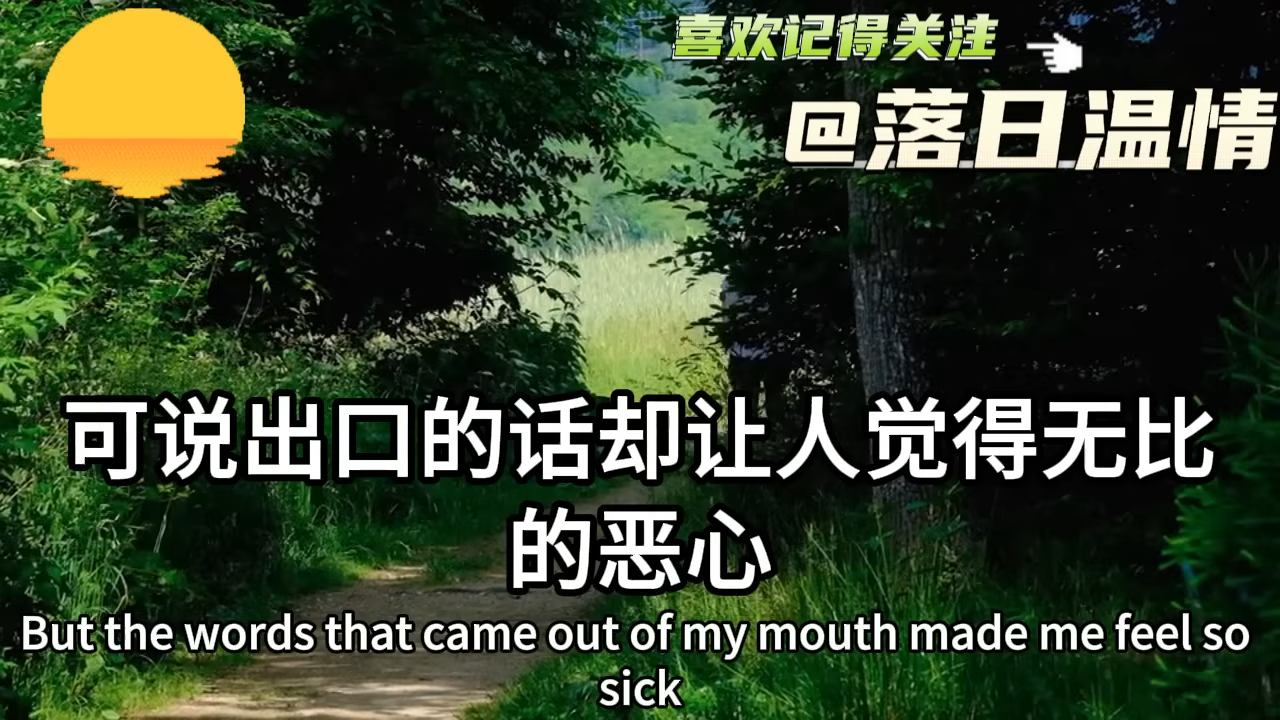 喜欢记得关注
@落日温情
可说出口的话却让人觉得无比
的恶心
But the words that came out of my mouth made me feel so
sick